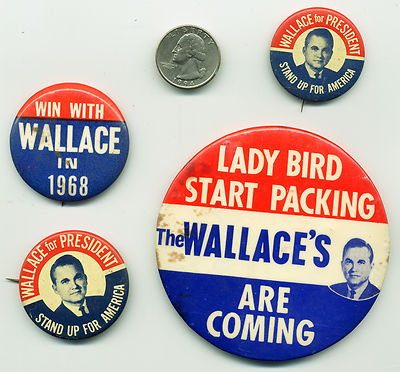 LIBERTY
WALLACE for PRESIDENT
STAND UP FOR AMERICA
WIN WITH
WALLACE
IN
1968
LADY BIRD
START PACKING
The WALLACE'S
ARE
COMING
WALLACE for PRESIDENT
STAND UP FOR AMERICA